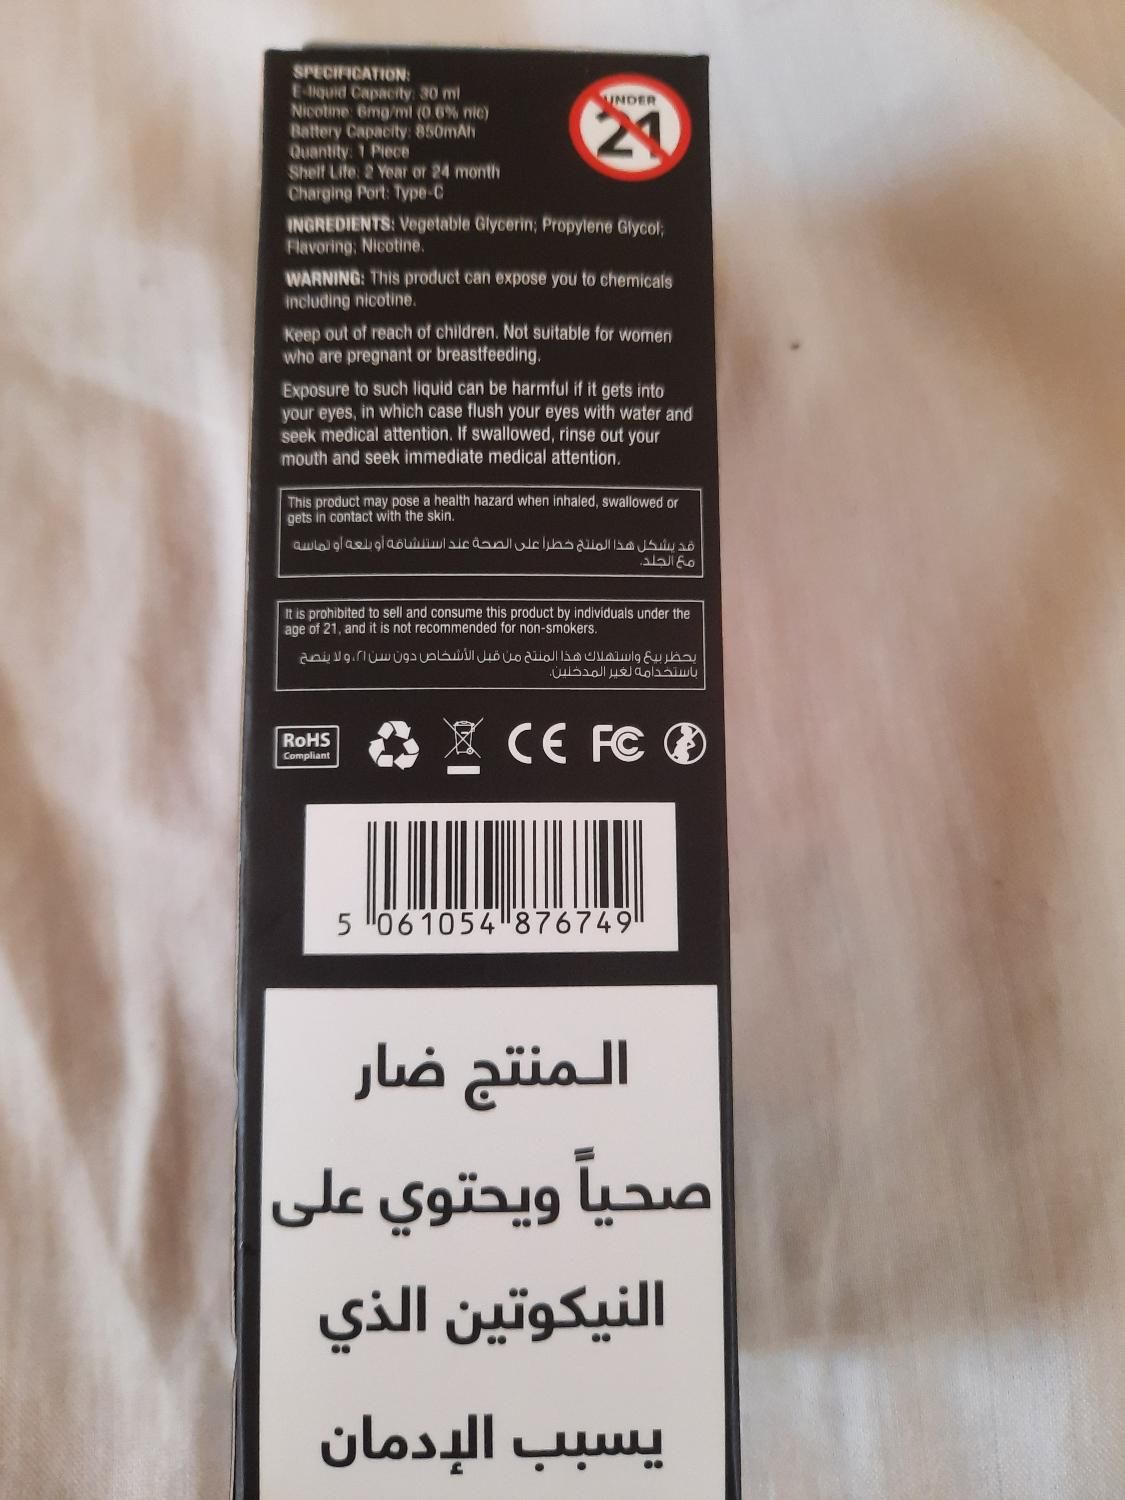 SPECIFICATION:
E-liquid Capacity: 30 ml
Nicotine: 6mg/ml (0.6% nic)
Battery Capacity: 850mAh
Quantity: 1 Piece
Shelf Life: 2 Year or 24 month
Charging Port: Type-C
UNDER
21
INGREDIENTS: Vegetable Glycerin; Propylene Glycol;
Flavoring; Nicotine.
WARNING: This product can expose you to chemicals
including nicotine.
Keep out of reach of children. Not suitable for women
who are pregnant or breastfeeding.
Exposure to such liquid can be harmful if it gets into
your eyes, in which case flush your eyes with water and
seek medical attention. If swallowed, rinse out your
mouth and seek immediate medical attention.
This product may pose a health hazard when inhaled, swallowed or
gets in contact with the skin.
قد يشكل هذا المنتج خطراً على الصحة عند استنشاقه أو بلعه أو تماسه
مع الجلد.
It is prohibited to sell and consume this product by individuals under the
age of 21, and it is not recommended for non-smokers.
يحظر بيع واستهلاك هذا المنتج من قبل الأشخاص دون سن ٢١، و لا ينصح
باستخدامه لغير المدخنين.
RoHS
Compliant
CE
FC
5 061054 876749
المنتج ضار
صحياً ويحتوي على
النيكوتين الذي
يسبب الإدمان